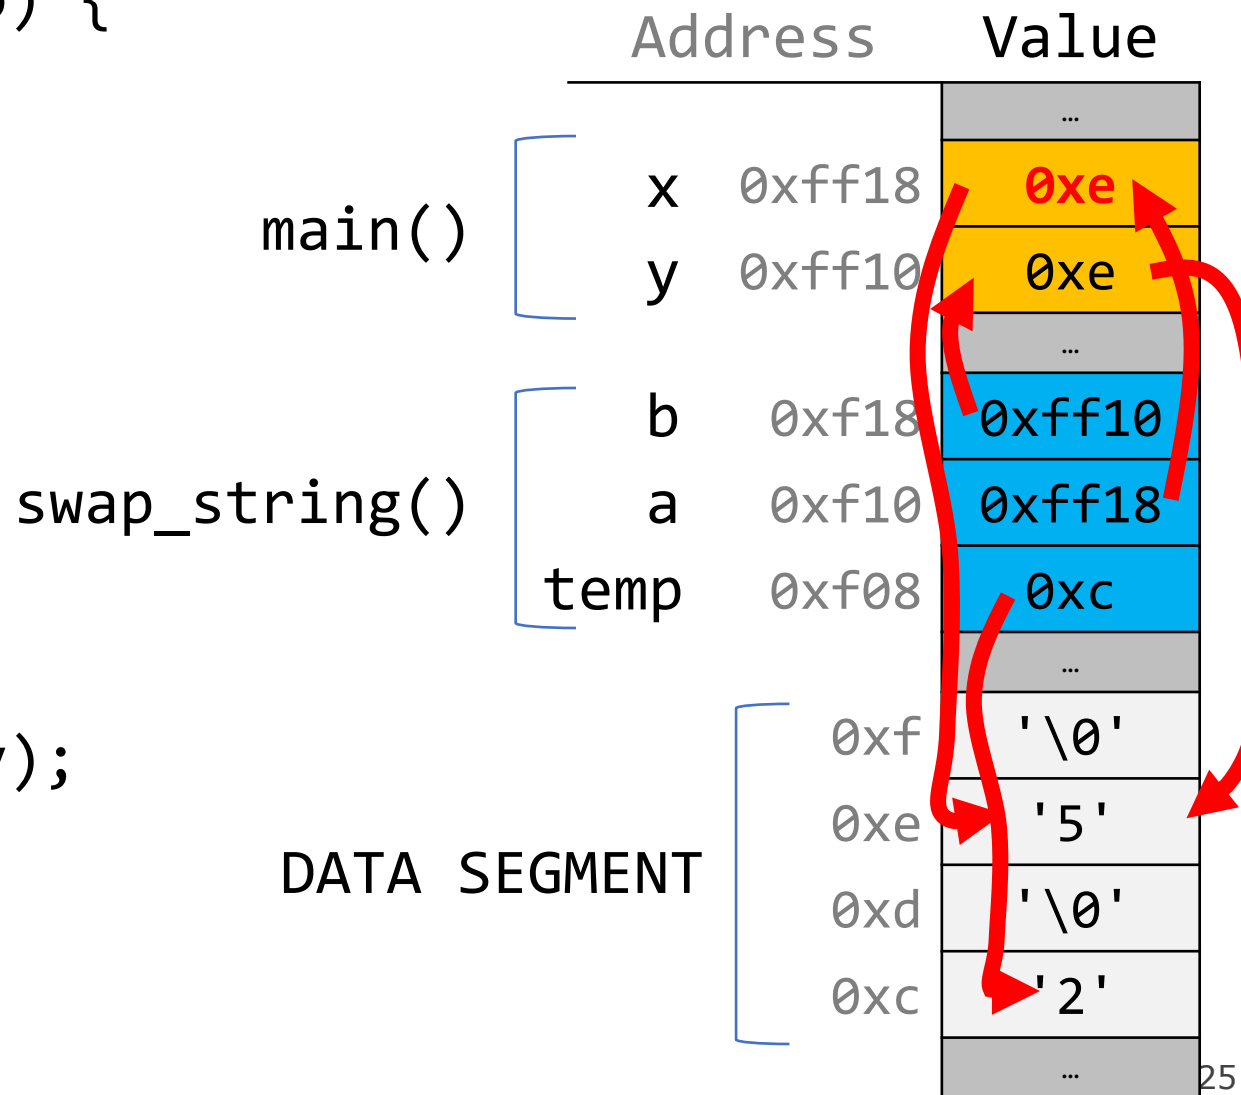 ) {
Address Value
…
x 0xff18 0xe
main()
y 0xff10 0xe
…
b 0xf18 0xff10
swap_string() a 0xf10 0xff18
temp 0xf08 0xc
…
0xf '\0'
);
0xe '5'
DATA SEGMENT
0xd '\0'
0xc '2'
…
25